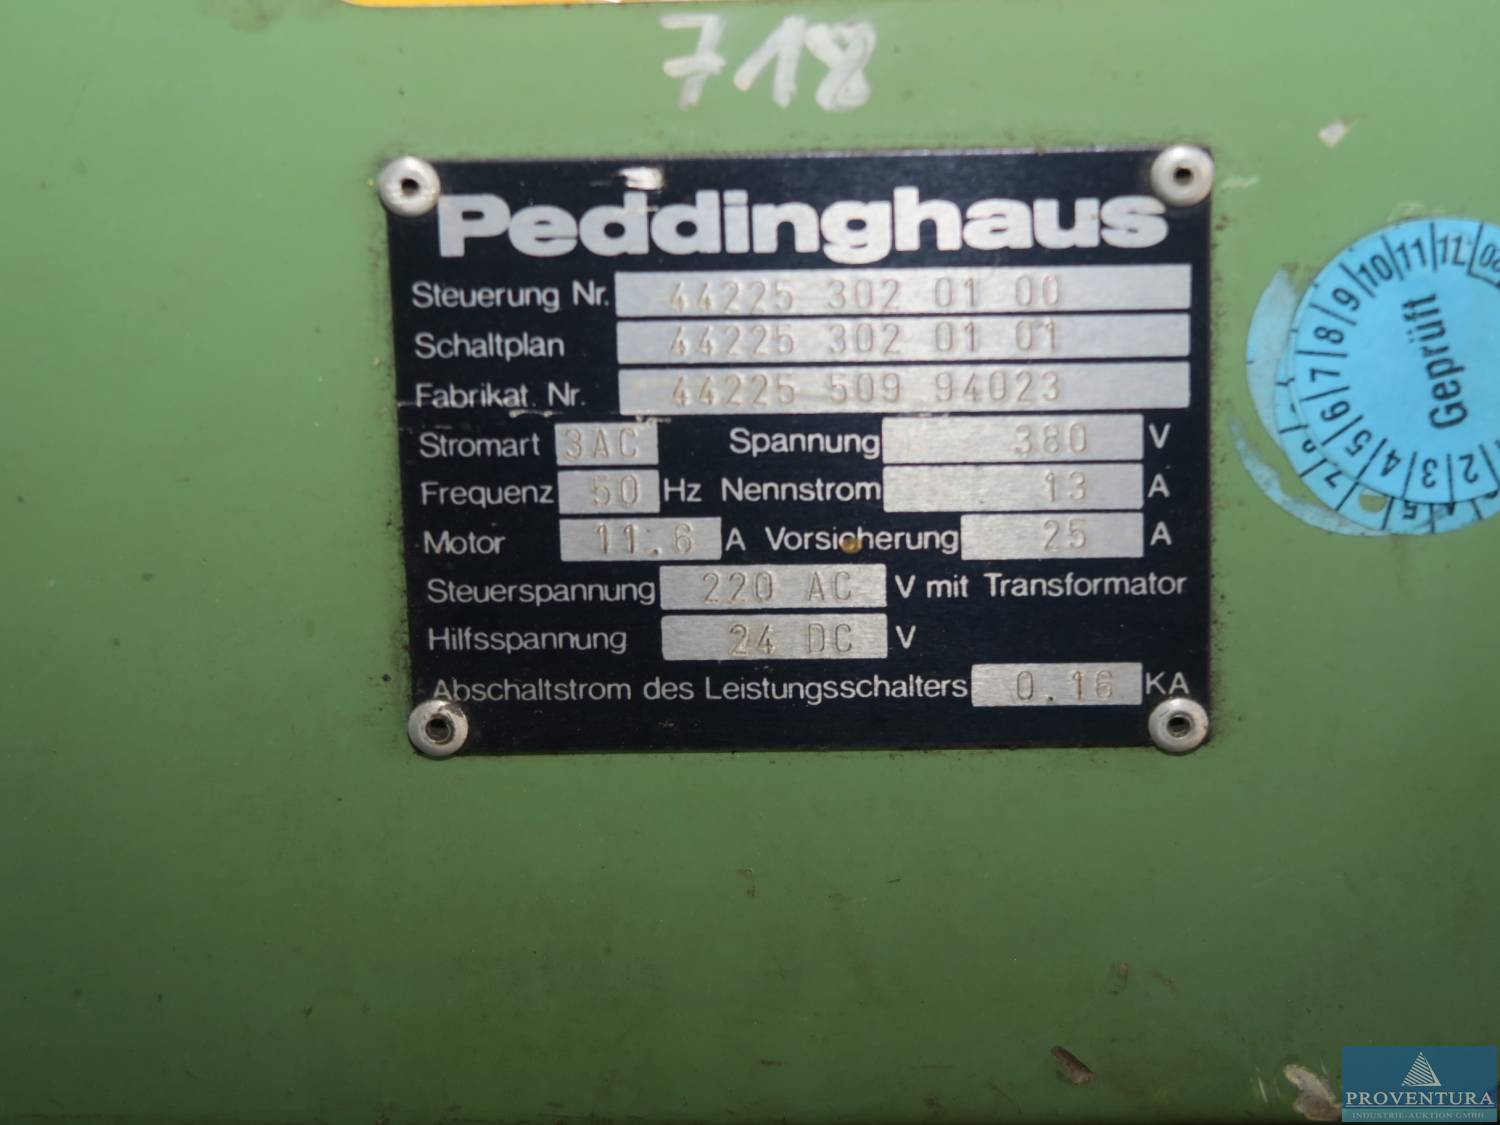 718
Peddinghaus
Steuerung Nr. 44225 302 01 00
Schaltplan 44225 302 01 01
Fabrikat. Nr. 44225 509 94023
Stromart 3AC Spannung 380 V
Frequenz 50 Hz Nennstrom 13 A
Motor 11.6 A Vorsicherung 25 A
Steuerspannung 220 AC V mit Transformator
Hilfsspannung 24 DC V
Abschaltstrom des Leistungsschalters 0.16 KA
Geprüft
2 3 4 5 6 7 8 9 10 11 12
PROVENTURA
INDUSTRIE-AUKTION GMBH